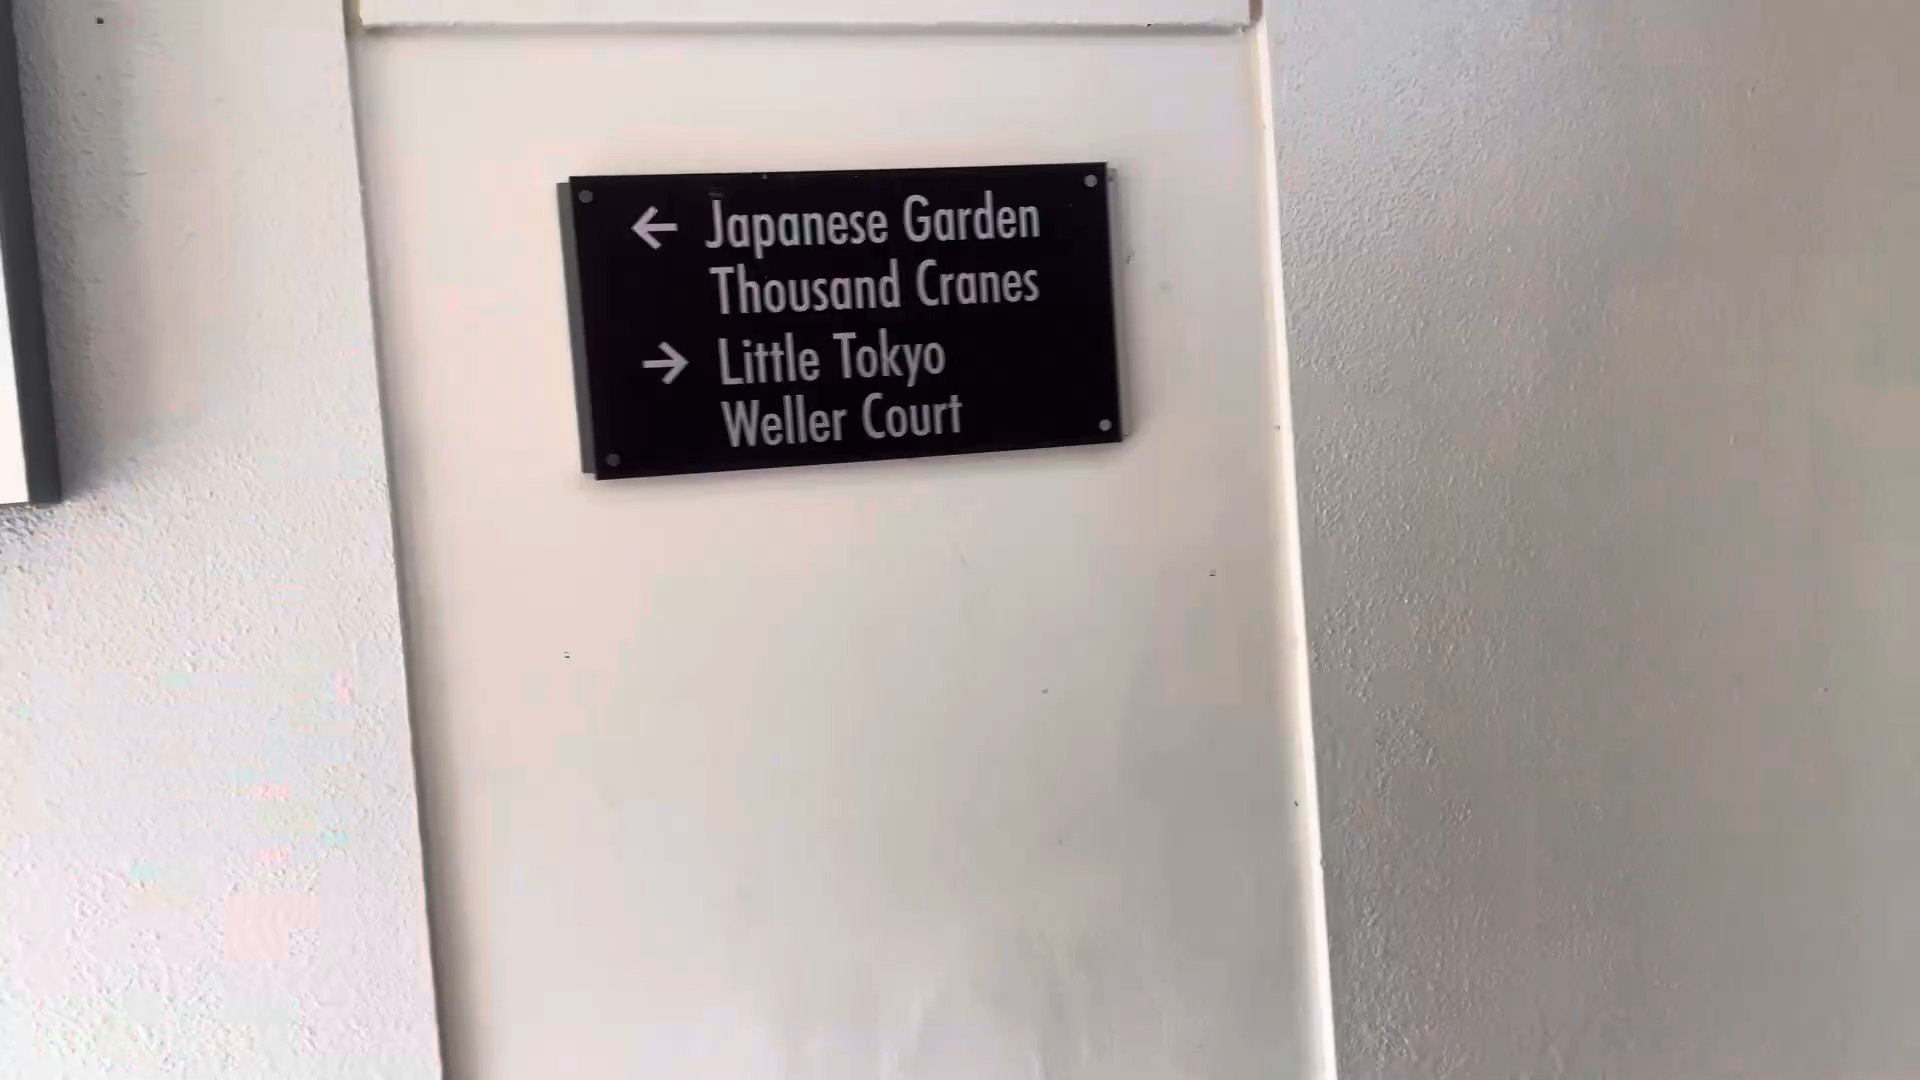 ← Japanese Garden
Thousand Cranes
→ Little Tokyo
Weller Court